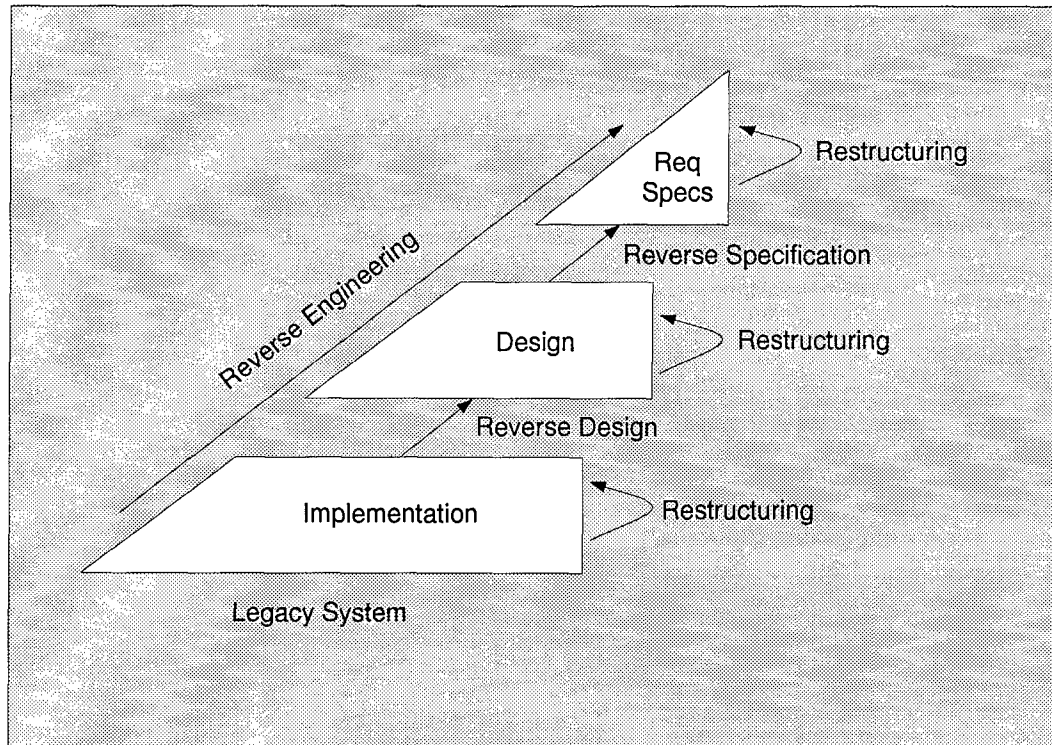 Req
Specs
Restructuring
Reverse Specification
Reverse Engineering
Design
Restructuring
Reverse Design
Implementation
Restructuring
Legacy System